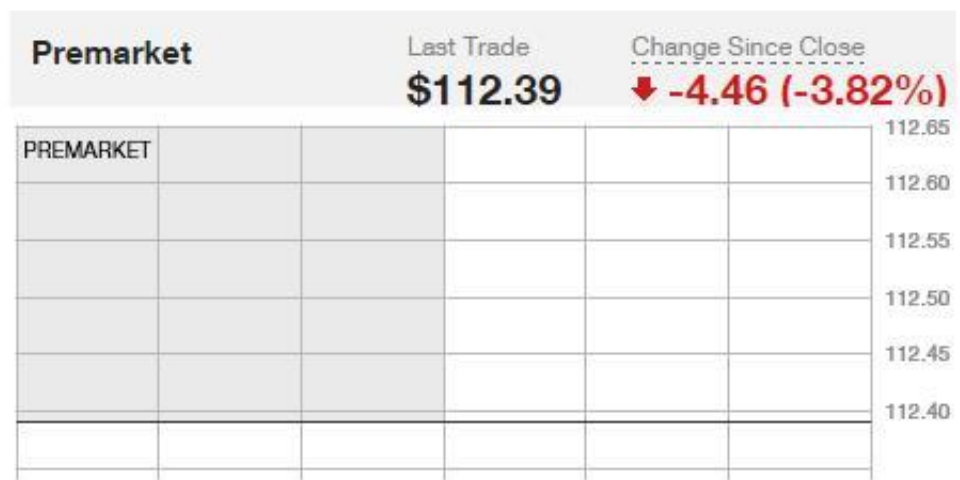 Premarket
Last Trade
Change Since Close
$112.39
-4.46 (-3.82%)
PREMARKET
112.65
112.60
112.55
112.50
112.45
112.40